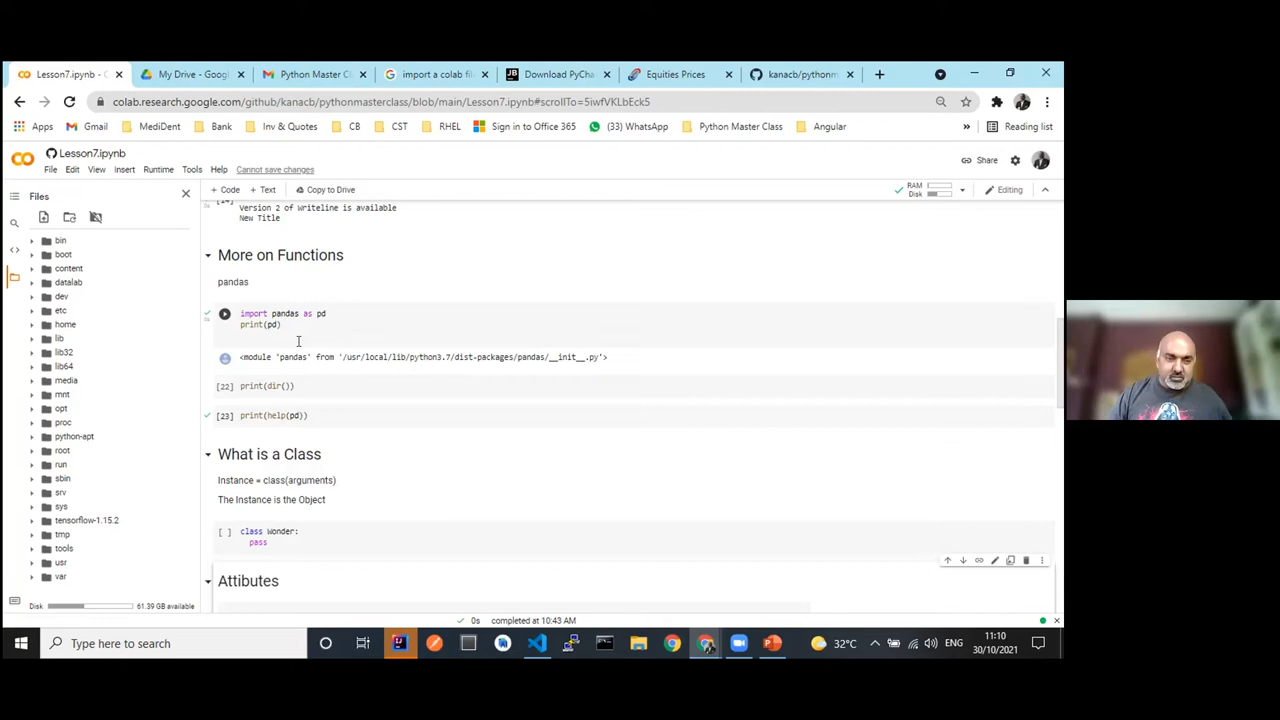 Lesson7.ipynb - C
My Drive - Googl
Python Master Cl
import a colab fil
Download PyCha
Equities Prices
kanacb/pythonm
colab.research.google.com/github/kanacb/pythonmasterclass/blob/main/Lesson7.ipynb#scrollTo=5iwfVKLbEck5
Apps Gmail MediDent Bank Inv & Quotes CB CST RHEL Sign in to Office 365 (33) WhatsApp Python Master Class Angular » Reading list
Lesson7.ipynb
File Edit View Insert Runtime Tools Help Cannot save changes
Share
Files
+ Code + Text Copy to Drive
RAM
Disk
Editing
bin
boot
content
datalab
dev
etc
home
lib
lib32
lib64
media
mnt
opt
proc
python-apt
root
run
sbin
srv
sys
tensorflow-1.15.2
tmp
tools
usr
var
Disk 61.39 GB available
Version 2 of Writeline is available
New Title
More on Functions
pandas
import pandas as pd
print(pd)
<module 'pandas' from '/usr/local/lib/python3.7/dist-packages/pandas/__init__.py'>
[22] print(dir())
[23] print(help(pd))
What is a Class
Instance = class(arguments)
The Instance is the Object
[ ] class Wonder:
pass
Attibutes
0s completed at 10:43 AM
Type here to search
32°C ENG
11:10
30/10/2021